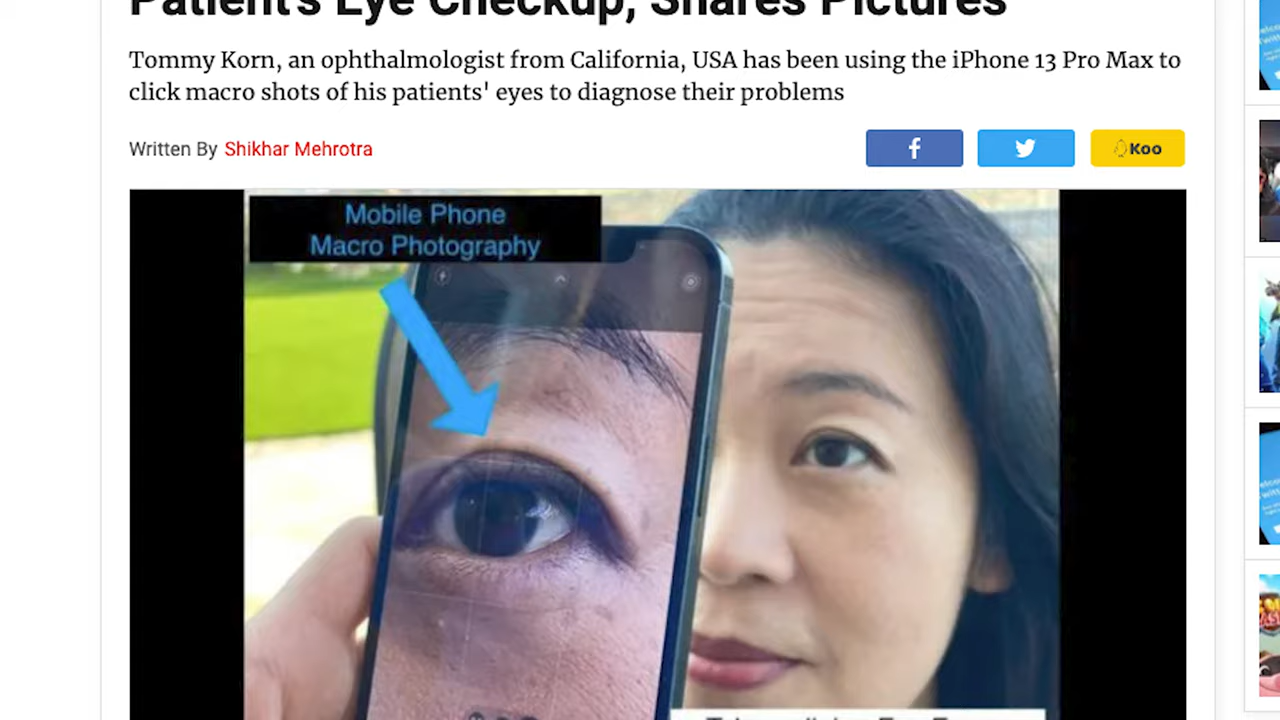 Patient's Eye Checkup, Shares Pictures
Tommy Korn, an ophthalmologist from California, USA has been using the iPhone 13 Pro Max to
click macro shots of his patients' eyes to diagnose their problems
Written By Shikhar Mehrotra
f
Koo
Mobile Phone
Macro Photography